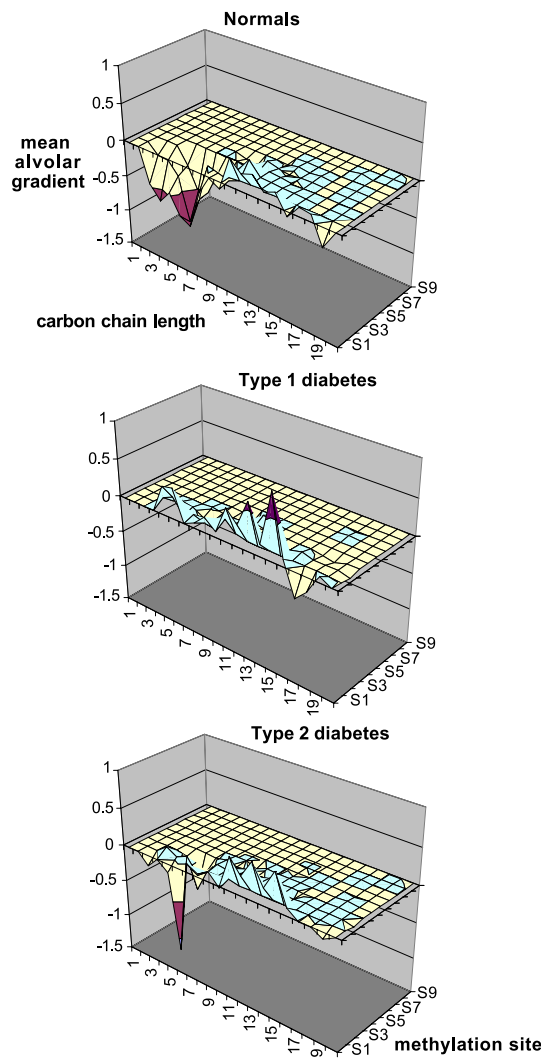 Normals
1
0.5
0
-0.5
-1
-1.5
mean
alvolar
gradient
1
3
5
7
9
11
13
15
17
19
S1
S3
S5
S7
S9
carbon chain length
Type 1 diabetes
1
0.5
0
-0.5
-1
-1.5
1
3
5
7
9
11
13
15
17
19
S1
S3
S5
S7
S9
Type 2 diabetes
1
0.5
0
-0.5
-1
-1.5
1
3
5
7
9
11
13
15
17
19
S1
S3
S5
S7
S9
methylation site